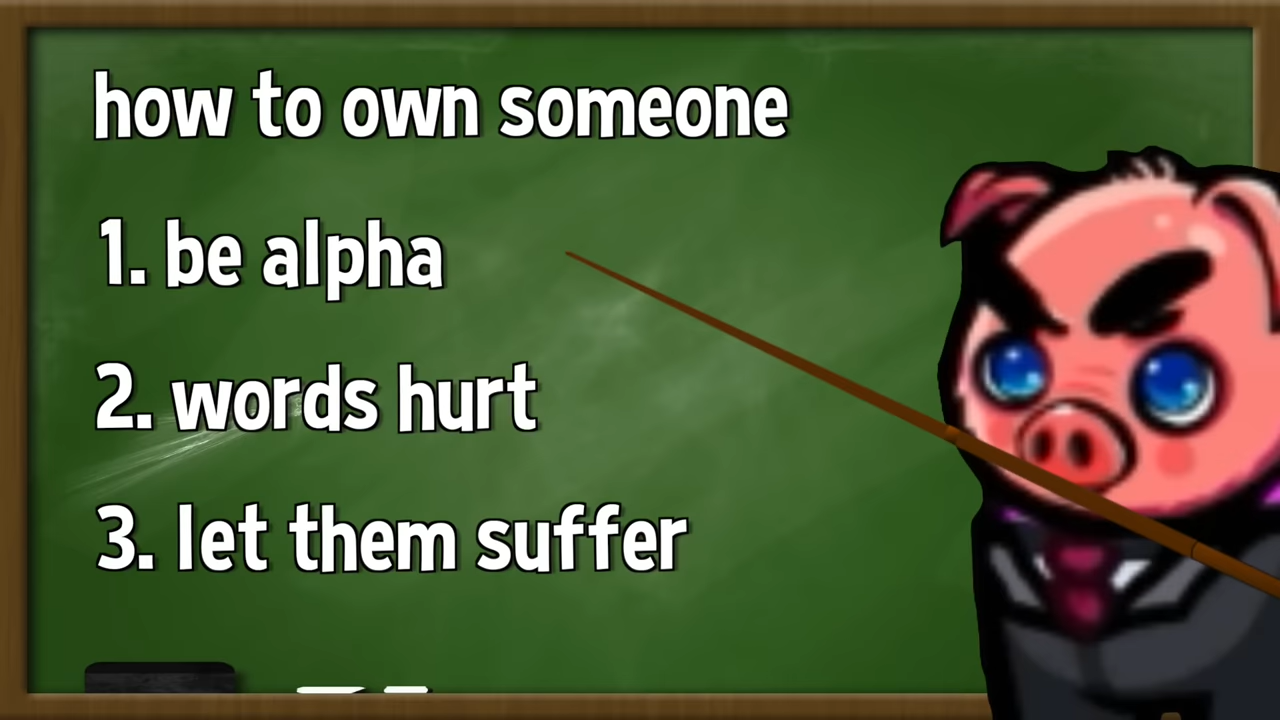 how to own someone
1. be alpha
2. words hurt
3. let them suffer